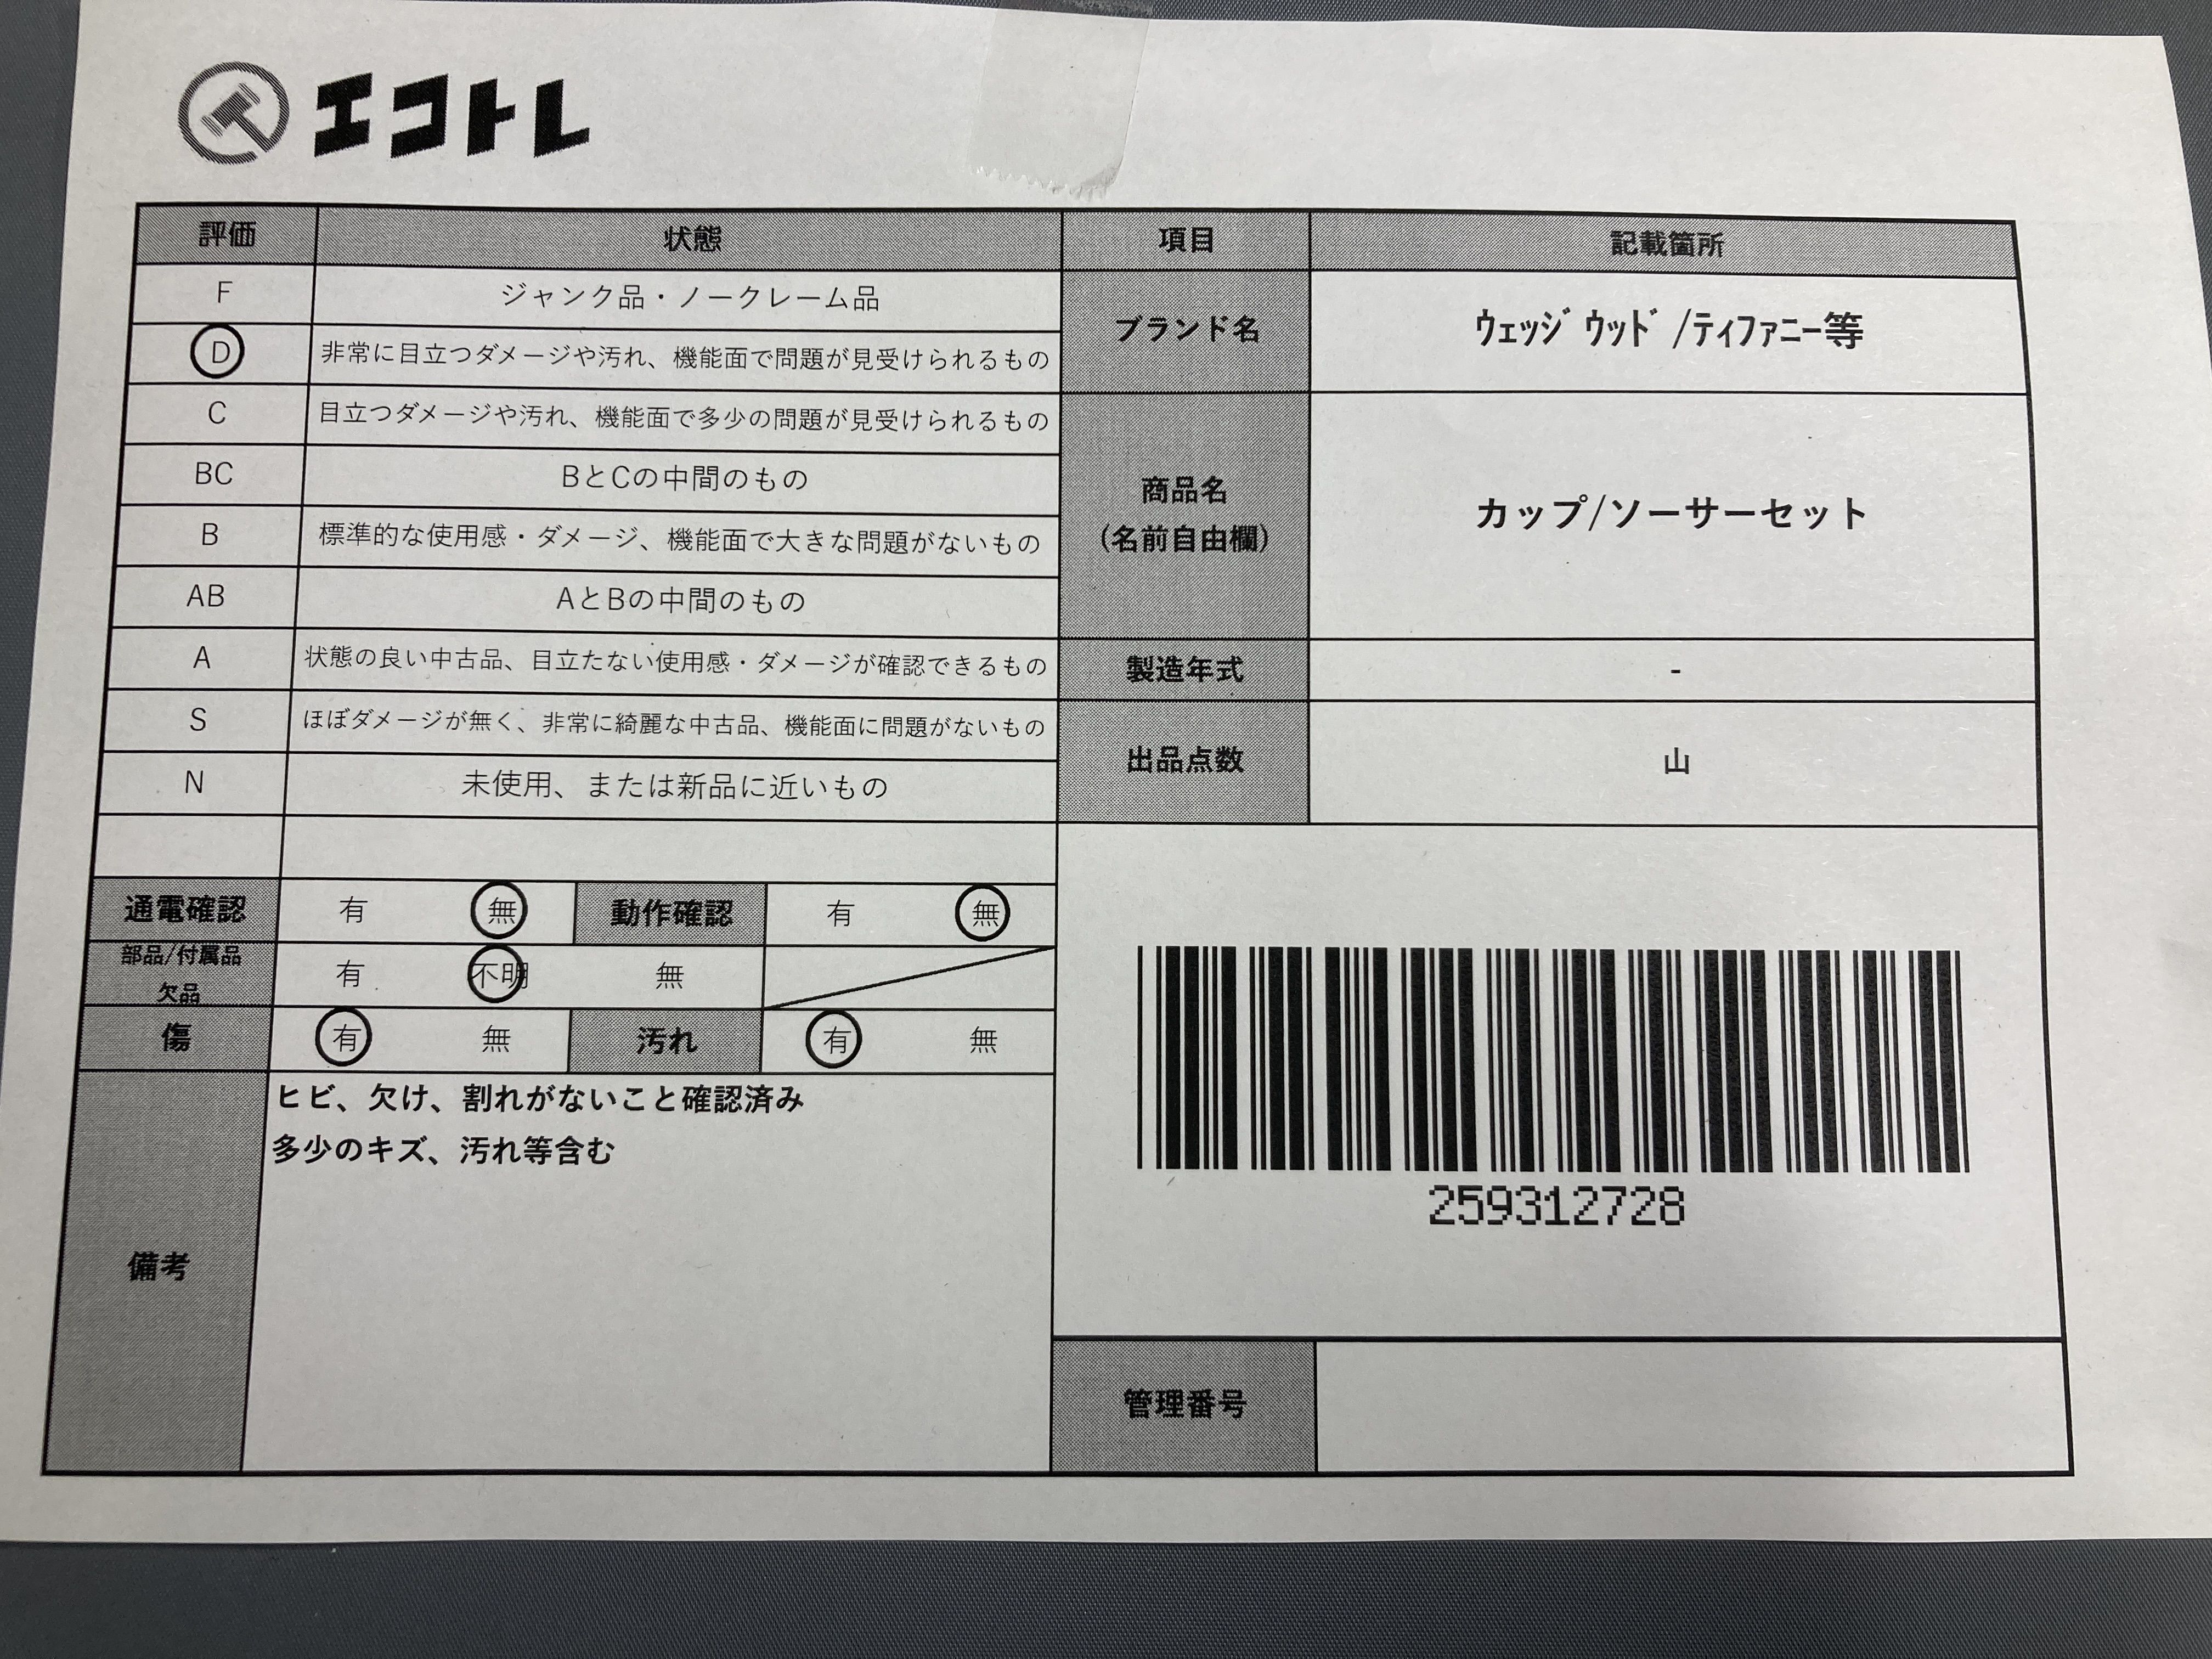 エコトレ
評価 状態 項目 記載箇所
F ジャンク品・ノークレーム品
D 非常に目立つダメージや汚れ、機能面で問題が見受けられるもの
ブランド名 ウェッジウッド/ティファニー等
C 目立つダメージや汚れ、機能面で多少の問題が見受けられるもの
BC BとCの中間のもの
商品名
(名前自由欄)
カップ/ソーサーセット
B 標準的な使用感・ダメージ、機能面で大きな問題がないもの
AB AとBの中間のもの
A 状態の良い中古品、目立たない使用感・ダメージが確認できるもの
製造年式 -
S ほぼダメージが無く、非常に綺麗な中古品、機能面に問題がないもの
出品点数 山
N 未使用、または新品に近いもの
通電確認 有 無 動作確認 有 無
部品/付属品
欠品
有 不明 無
傷 有 無 汚れ 有 無
備考
ヒビ、欠け、割れがないこと確認済み
多少のキズ、汚れ等含む
259312728
管理番号